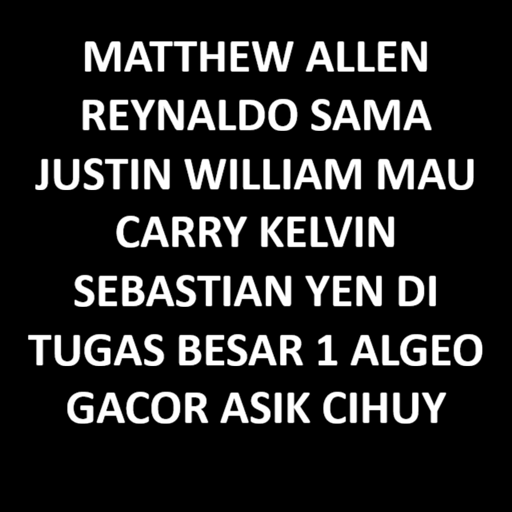 MATTHEW ALLEN
REYNALDO SAMA
JUSTIN WILLIAM MAU
CARRY KELVIN
SEBASTIAN YEN DI
TUGAS BESAR 1 ALGEO
GACOR ASIK CIHUY